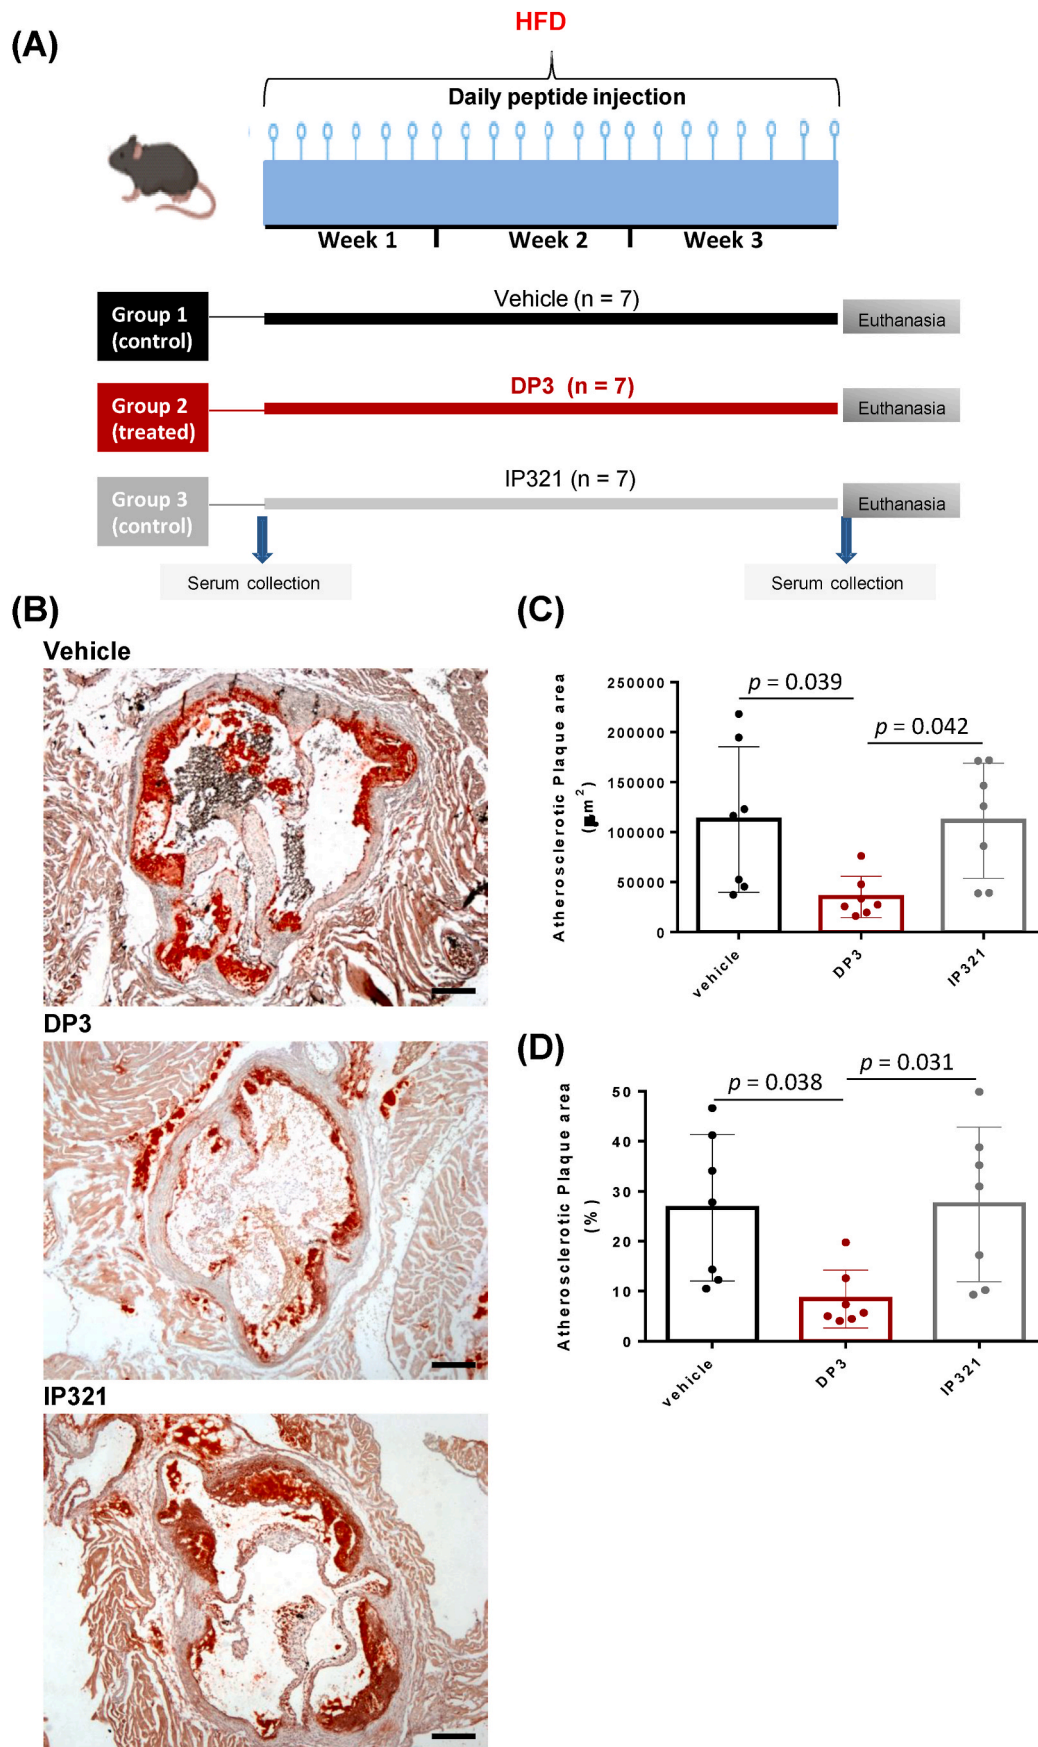 (A)
HFD
Daily peptide injection
Week 1
Week 2
Week 3
Group 1
(control)
Vehicle (n = 7)
Euthanasia
Group 2
(treated)
DP3 (n = 7)
Euthanasia
Group 3
(control)
IP321 (n = 7)
Euthanasia
Serum collection
Serum collection
(B)
Vehicle
DP3
IP321
(C)
Atherosclerotic Plaque area
m²)
250000
200000
150000
100000
50000
0
p = 0.039
p = 0.042
vehicle
DP3
IP321
(D)
Atherosclerotic Plaque area
(%)
50
40
30
20
10
0
p = 0.038
p = 0.031
vehicle
DP3
IP321